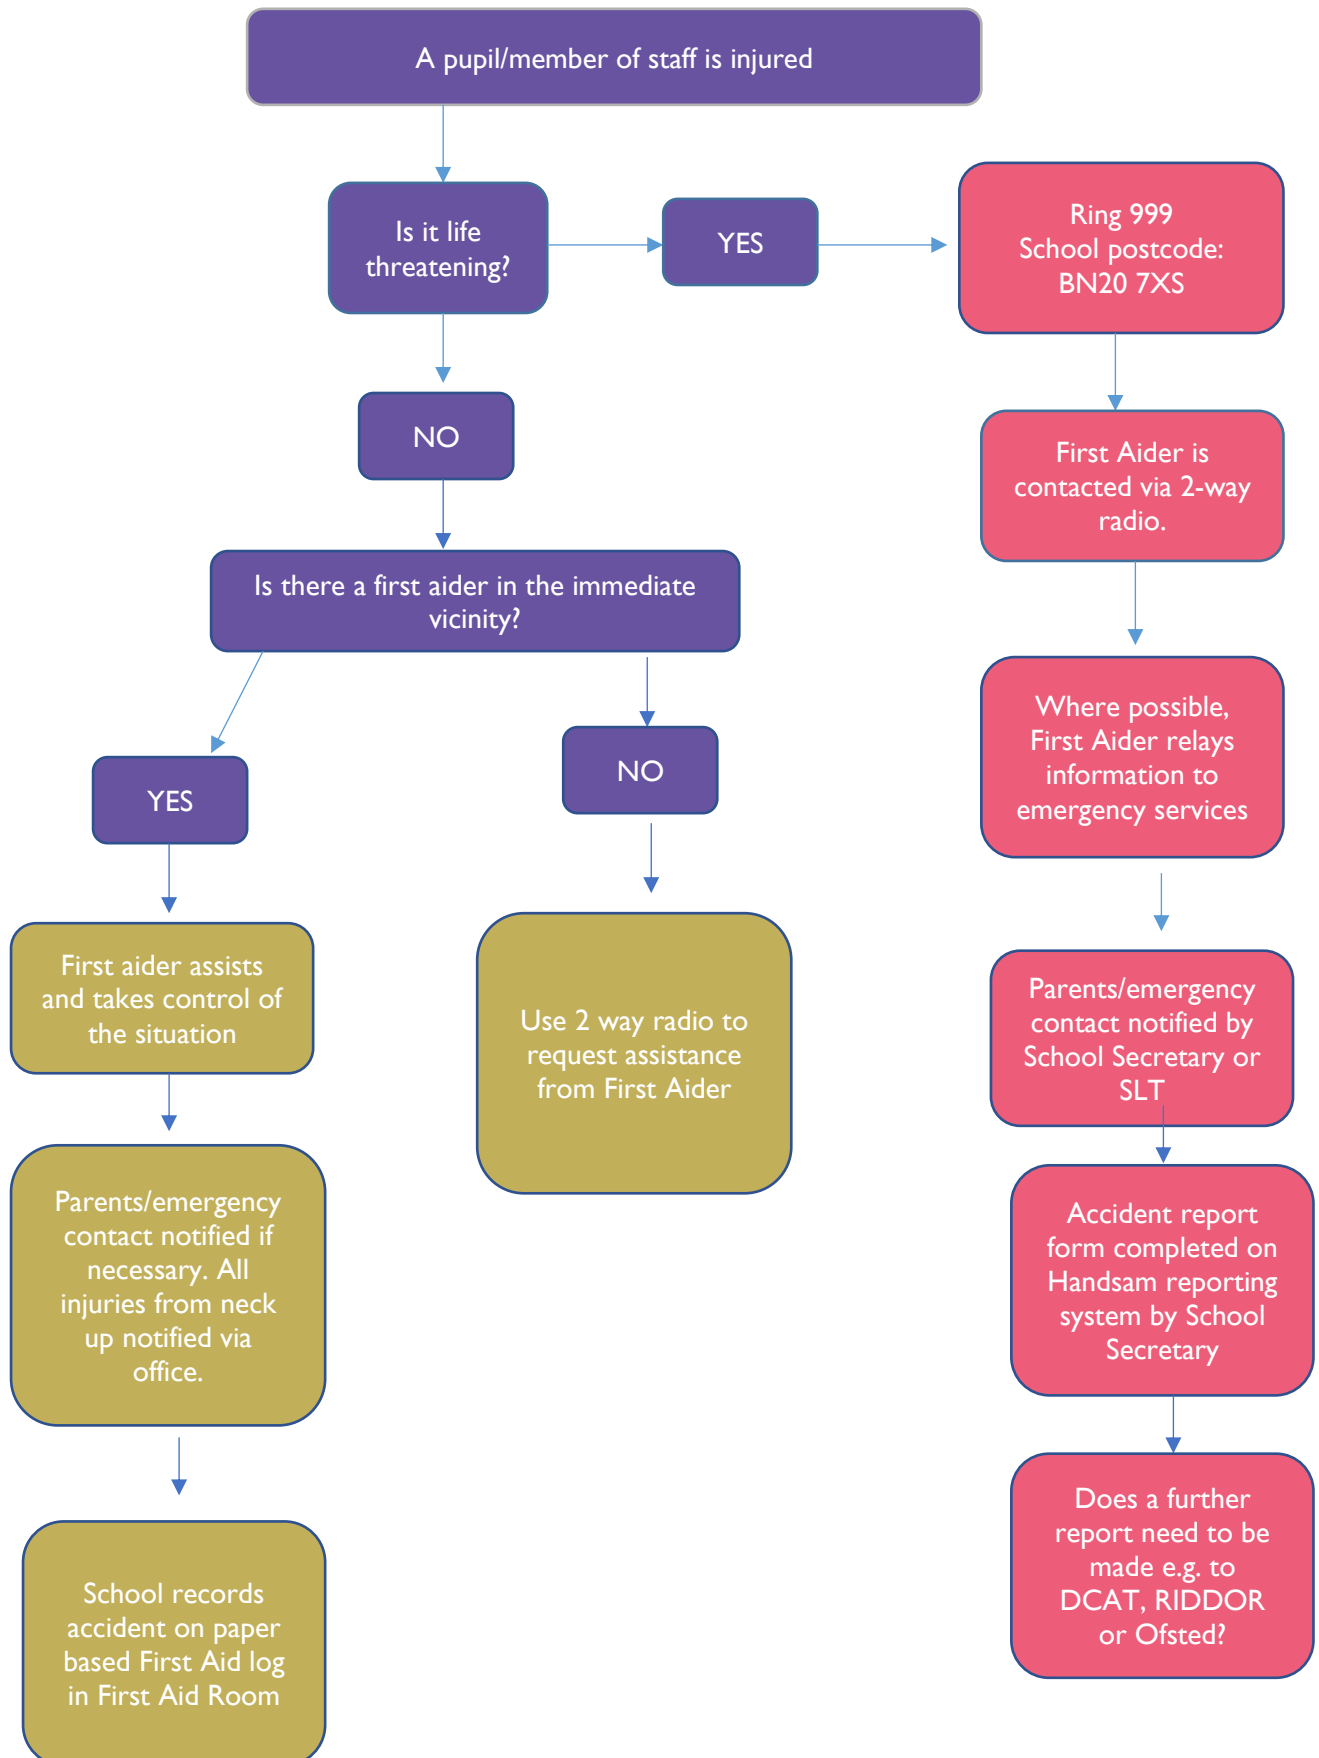 A pupil/member of staff is injured
Is it life
threatening?
YES
Ring 999
School postcode:
BN20 7XS
NO
First Aider is
contacted via 2-way
radio.
Is there a first aider in the immediate
vicinity?
Where possible,
First Aider relays
information to
emergency services
YES
NO
First aider assists
and takes control of
the situation
Use 2 way radio to
request assistance
from First Aider
Parents/emergency
contact notified by
School Secretary or
SLT
Parents/emergency
contact notified if
necessary. All
injuries from neck
up notified via
office.
Accident report
form completed on
Handsam reporting
system by School
Secretary
School records
accident on paper
based First Aid log
in First Aid Room
Does a further
report need to be
made e.g. to
DCAT, RIDDOR
or Ofsted?